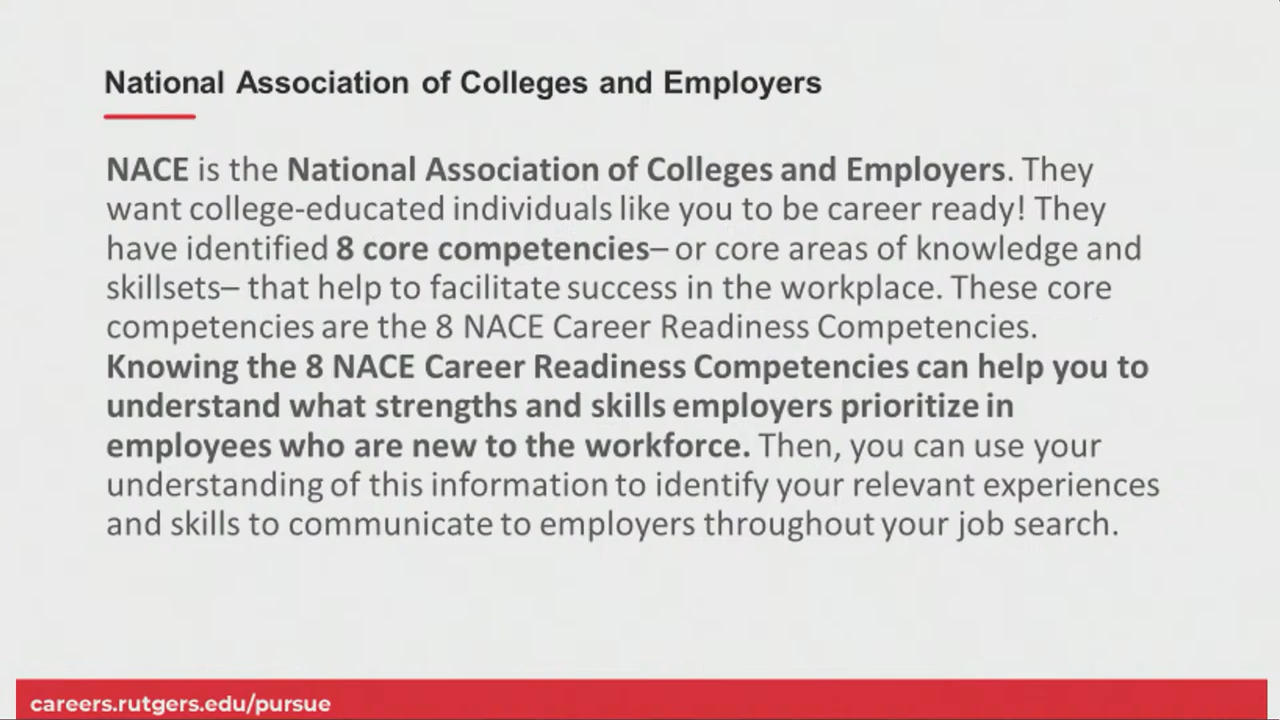 National Association of Colleges and Employers
NACE is the National Association of Colleges and Employers. They
want college-educated individuals like you to be career ready! They
have identified 8 core competencies– or core areas of knowledge and
skillsets– that help to facilitate success in the workplace. These core
competencies are the 8 NACE Career Readiness Competencies.
Knowing the 8 NACE Career Readiness Competencies can help you to
understand what strengths and skills employers prioritize in
employees who are new to the workforce. Then, you can use your
understanding of this information to identify your relevant experiences
and skills to communicate to employers throughout your job search.
careers.rutgers.edu/pursue